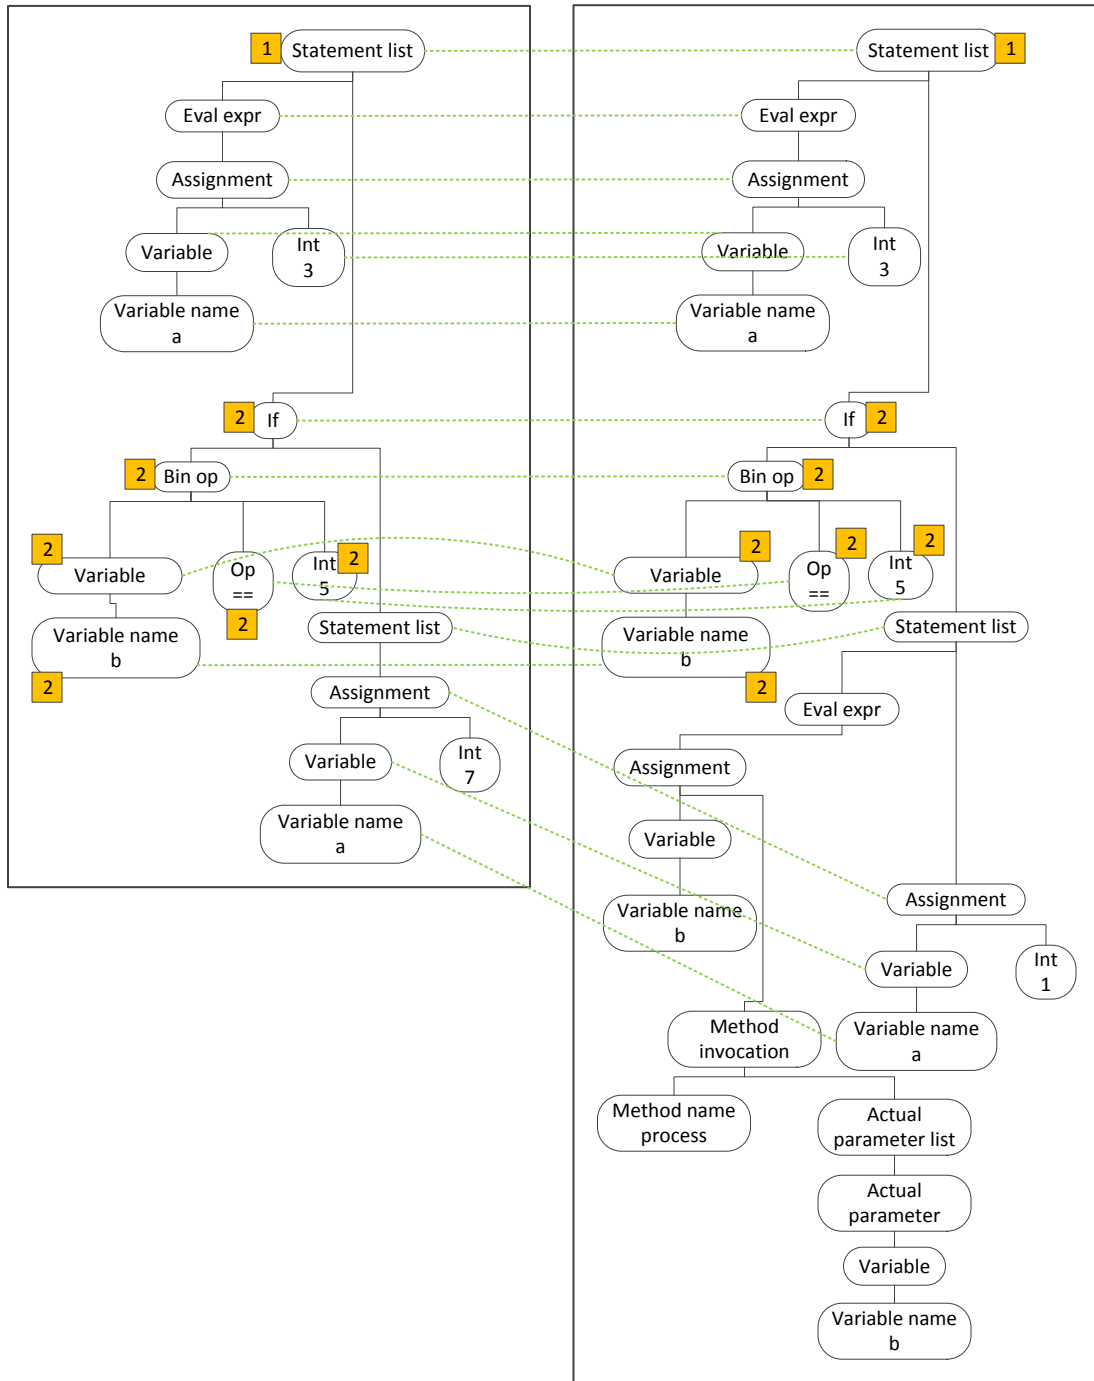 1
Statement list
Eval expr
Assignment
Variable
Int
3
Variable name
a
2
If
2
Bin op
2
Variable
Op
==
2
Int
5
2
Variable name
b
2
Statement list
Assignment
Variable
Int
7
Variable name
a
Statement list
1
Eval expr
Assignment
Variable
Int
3
Variable name
a
If
2
Bin op
2
Variable
2
Op
==
2
Int
5
2
Variable name
b
2
Statement list
Eval expr
Assignment
Variable
Variable name
b
Assignment
Variable
Int
1
Variable name
a
Method
invocation
Method name
process
Actual
parameter list
Actual
parameter
Variable
Variable name
b